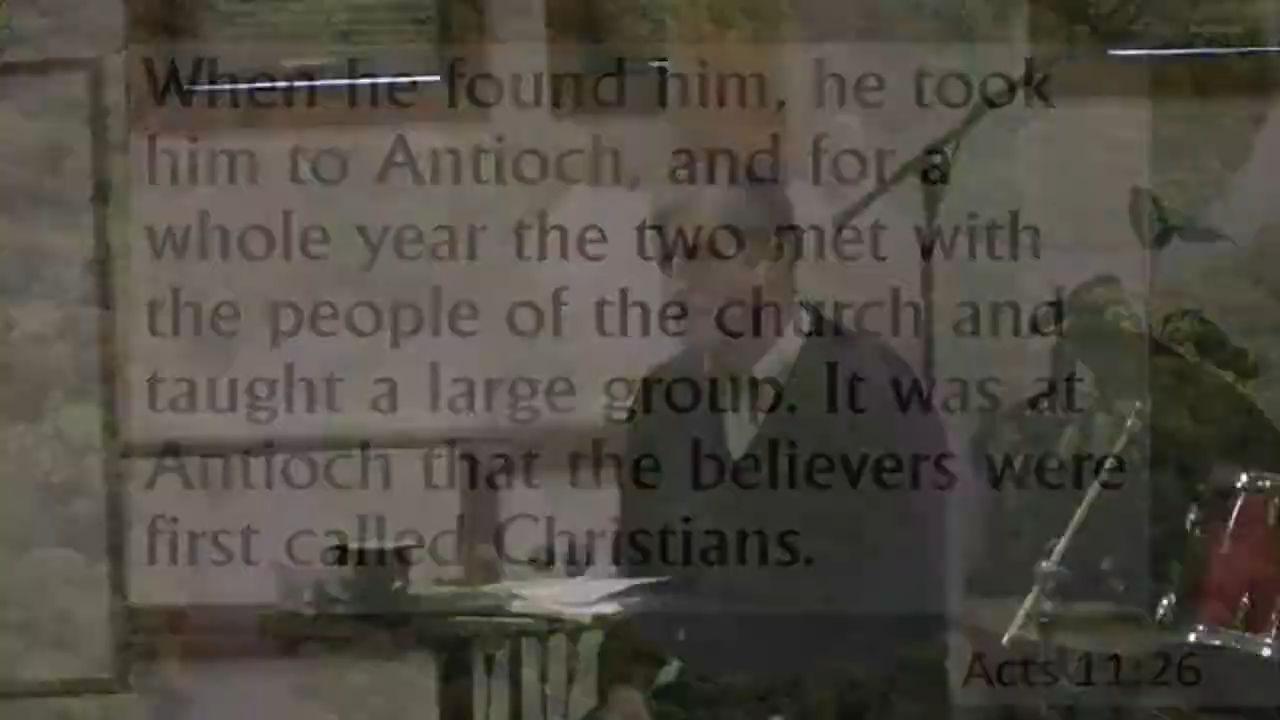 When he found him, he took
him to Antioch, and for a
whole year the two met with
the people of the church and
taught a large group. It was at
Antioch that the believers were
first called Christians.
Acts 11:26